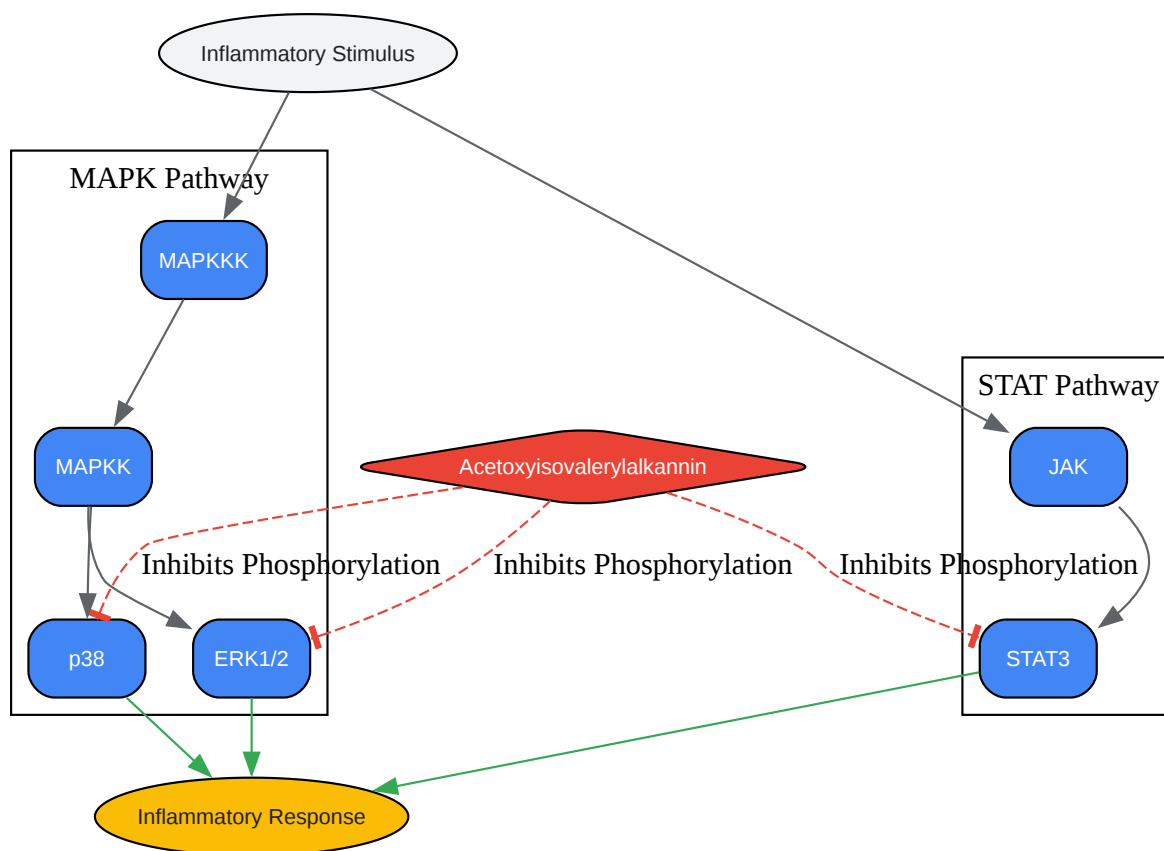 Inflammatory Stimulus
MAPK Pathway
MAPKKK
STAT Pathway
MAPKK
Acetoxyisovalerylalkannin
JAK
Inhibits Phosphorylation
Inhibits Phosphorylation
Inhibits Phosphorylation
p38
ERK1/2
STAT3
Inflammatory Response